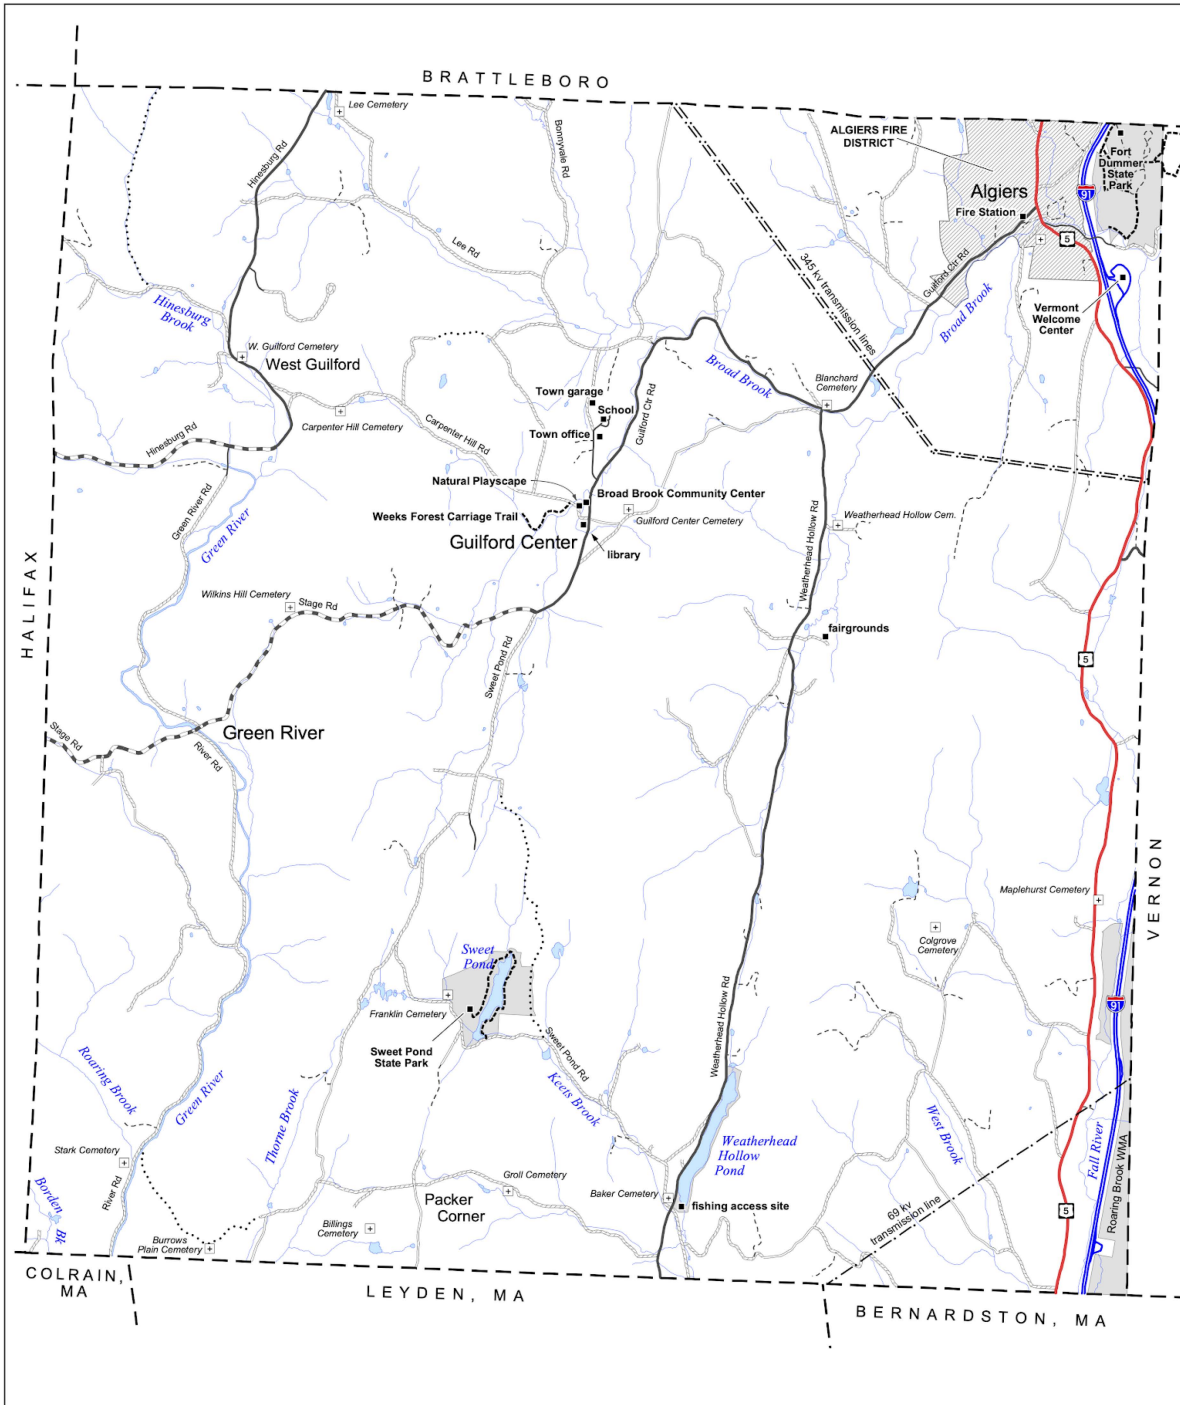 BRATTLEBORO
Lee Cemetery
Hinesburg Rd
Bonnyvale Rd
ALGIERS FIRE
DISTRICT
Fort
Dummer
State
Park
Algiers
91
Fire Station
5
Lee Rd
345 kv transmission lines
Guilford Ctr Rd
Broad Brook
Vermont
Welcome
Center
Hinesburg
Brook
W. Guilford Cemetery
West Guilford
Broad Brook
Blanchard
Cemetery
Town garage
School
Guilford Ctr Rd
Town office
Carpenter Hill Cemetery
Carpenter Hill Rd
Hinesburg Rd
Natural Playscape
Broad Brook Community Center
Weeks Forest Carriage Trail
Guilford Center Cemetery
Guilford Center
library
Weatherhead Hollow Cem.
Weatherhead Hollow Rd
Green River Rd
Green River
HALIFAX
Wilkins Hill Cemetery
Stage Rd
fairgrounds
Sweet Pond Rd
5
Stage Rd
Green River
River Rd
VERNON
Maplehurst Cemetery
Colgrove
Cemetery
Sweet
Pond
Franklin Cemetery
Weatherhead Hollow Rd
91
Sweet Pond
State Park
Sweet Pond Rd
Keets Brook
Roaring Brook
Green River
Thorne Brook
West Brook
Fall River
Roaring Brook WMA
Weatherhead
Hollow
Pond
Stark Cemetery
River Rd
Borden
Bk
Groll Cemetery
Baker Cemetery
Packer
Corner
fishing access site
Billings
Cemetery
Burrows
Plain Cemetery
69 kv
transmission line
5
COLRAIN,
MA
LEYDEN, MA
BERNARDSTON, MA